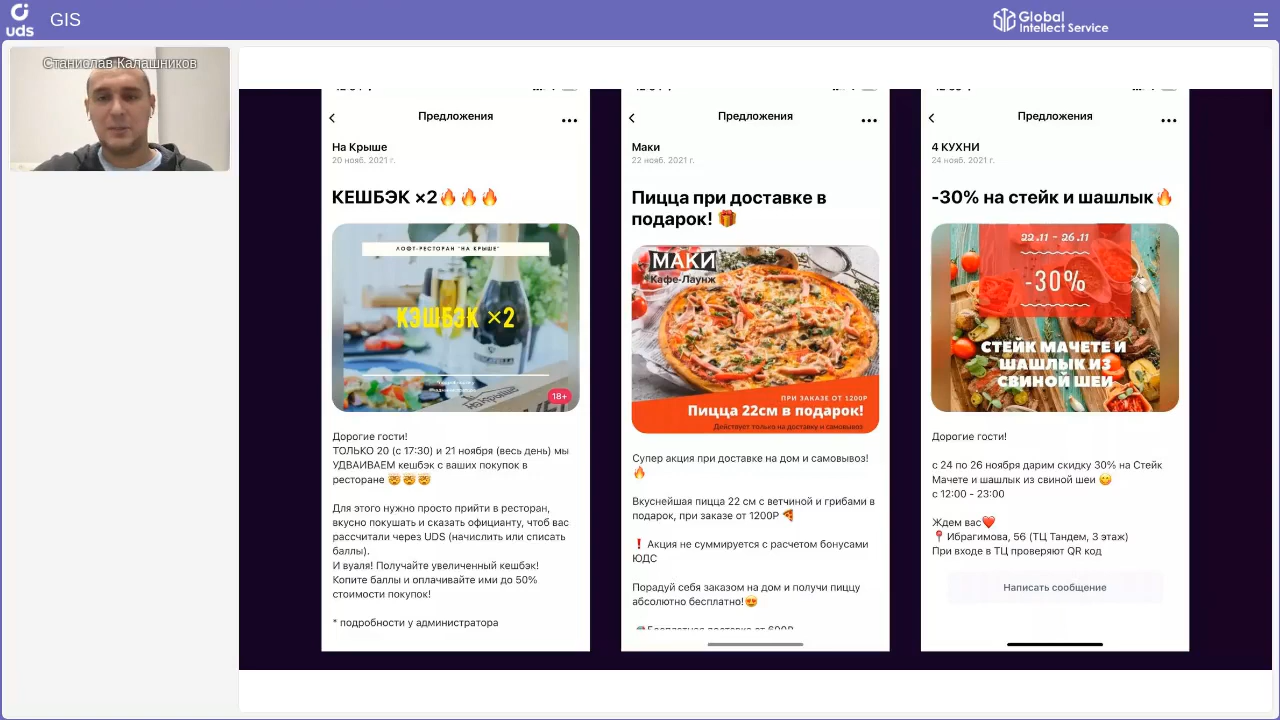 uds
GIS
Global
Intellect Service
Станислав Калашников
Предложения
На Крыше
20 нояб. 2021 г.
КЕШБЭК ×2🔥🔥🔥
ЛОФТ-РЕСТОРАН "НА КРЫШЕ"
КЭШБЭК ×2
18+
Дорогие гости!
ТОЛЬКО 20 (с 17:30) и 21 ноября (весь день) мы
УДВАИВАЕМ кешбэк с ваших покупок в
ресторане 🤯🤯🤯
Для этого нужно просто прийти в ресторан,
вкусно покушать и сказать официанту, чтоб вас
рассчитали через UDS (начислить или списать
баллы).
И вуаля! Получайте увеличенный кешбэк!
Копите баллы и оплачивайте ими до 50%
стоимости покупок!
* подробности у администратора
Предложения
Маки
22 нояб. 2021 г.
Пицца при доставке в
подарок! 🎁
МАКИ
Кафе-Лаунж
ПРИ ЗАКАЗЕ ОТ 1200Р
Пицца 22см в подарок!
Действует только на доставку и самовывоз
Супер акция при доставке на дом и самовывоз!
🔥
Вкуснейшая пицца 22 см с ветчиной и грибами в
подарок, при заказе от 1200Р 🍕
❗ Акция не суммируется с расчетом бонусами
ЮДС
Порадуй себя заказом на дом и получи пиццу
абсолютно бесплатно!😍
Бесплатная доставка от 600Р
Предложения
4 КУХНИ
24 нояб. 2021 г.
-30% на стейк и шашлык🔥
22.11 - 26.11
-30%
СТЕЙК МАЧЕТЕ И
ШАШЛЫК ИЗ
СВИНОЙ ШЕИ
Дорогие гости!
с 24 по 26 ноября дарим скидку 30% на Стейк
Мачете и шашлык из свиной шеи 😋
с 12:00 - 23:00
Ждем вас❤️
📍 Ибрагимова, 56 (ТЦ Тандем, 3 этаж)
При входе в ТЦ проверяют QR код
Написать сообщение